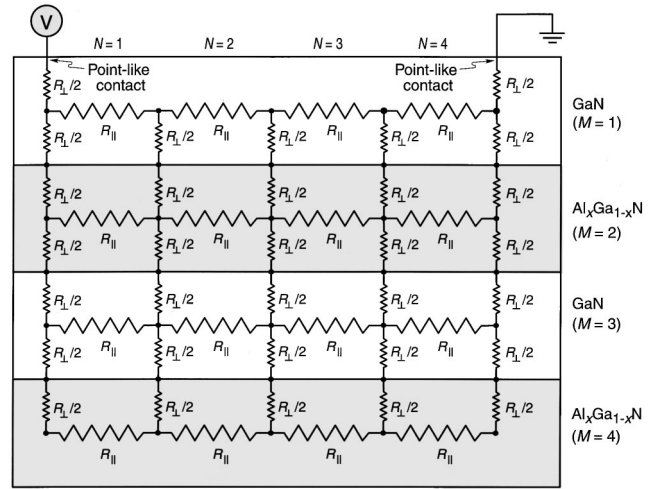 V
N = 1 N = 2 N = 3 N = 4
Point-like contact Point-like contact
R⊥/2 R⊥/2
R|| R|| R|| R||
GaN
(M = 1)
R⊥/2 R⊥/2 R⊥/2 R⊥/2 R⊥/2
R⊥/2 R⊥/2 R⊥/2 R⊥/2 R⊥/2
R|| R|| R|| R||
AlxGa1-xN
(M = 2)
R⊥/2 R⊥/2 R⊥/2 R⊥/2 R⊥/2
R⊥/2 R⊥/2 R⊥/2 R⊥/2 R⊥/2
R|| R|| R|| R||
GaN
(M = 3)
R⊥/2 R⊥/2 R⊥/2 R⊥/2 R⊥/2
R⊥/2 R⊥/2 R⊥/2 R⊥/2 R⊥/2
R|| R|| R|| R||
AlxGa1-xN
(M = 4)